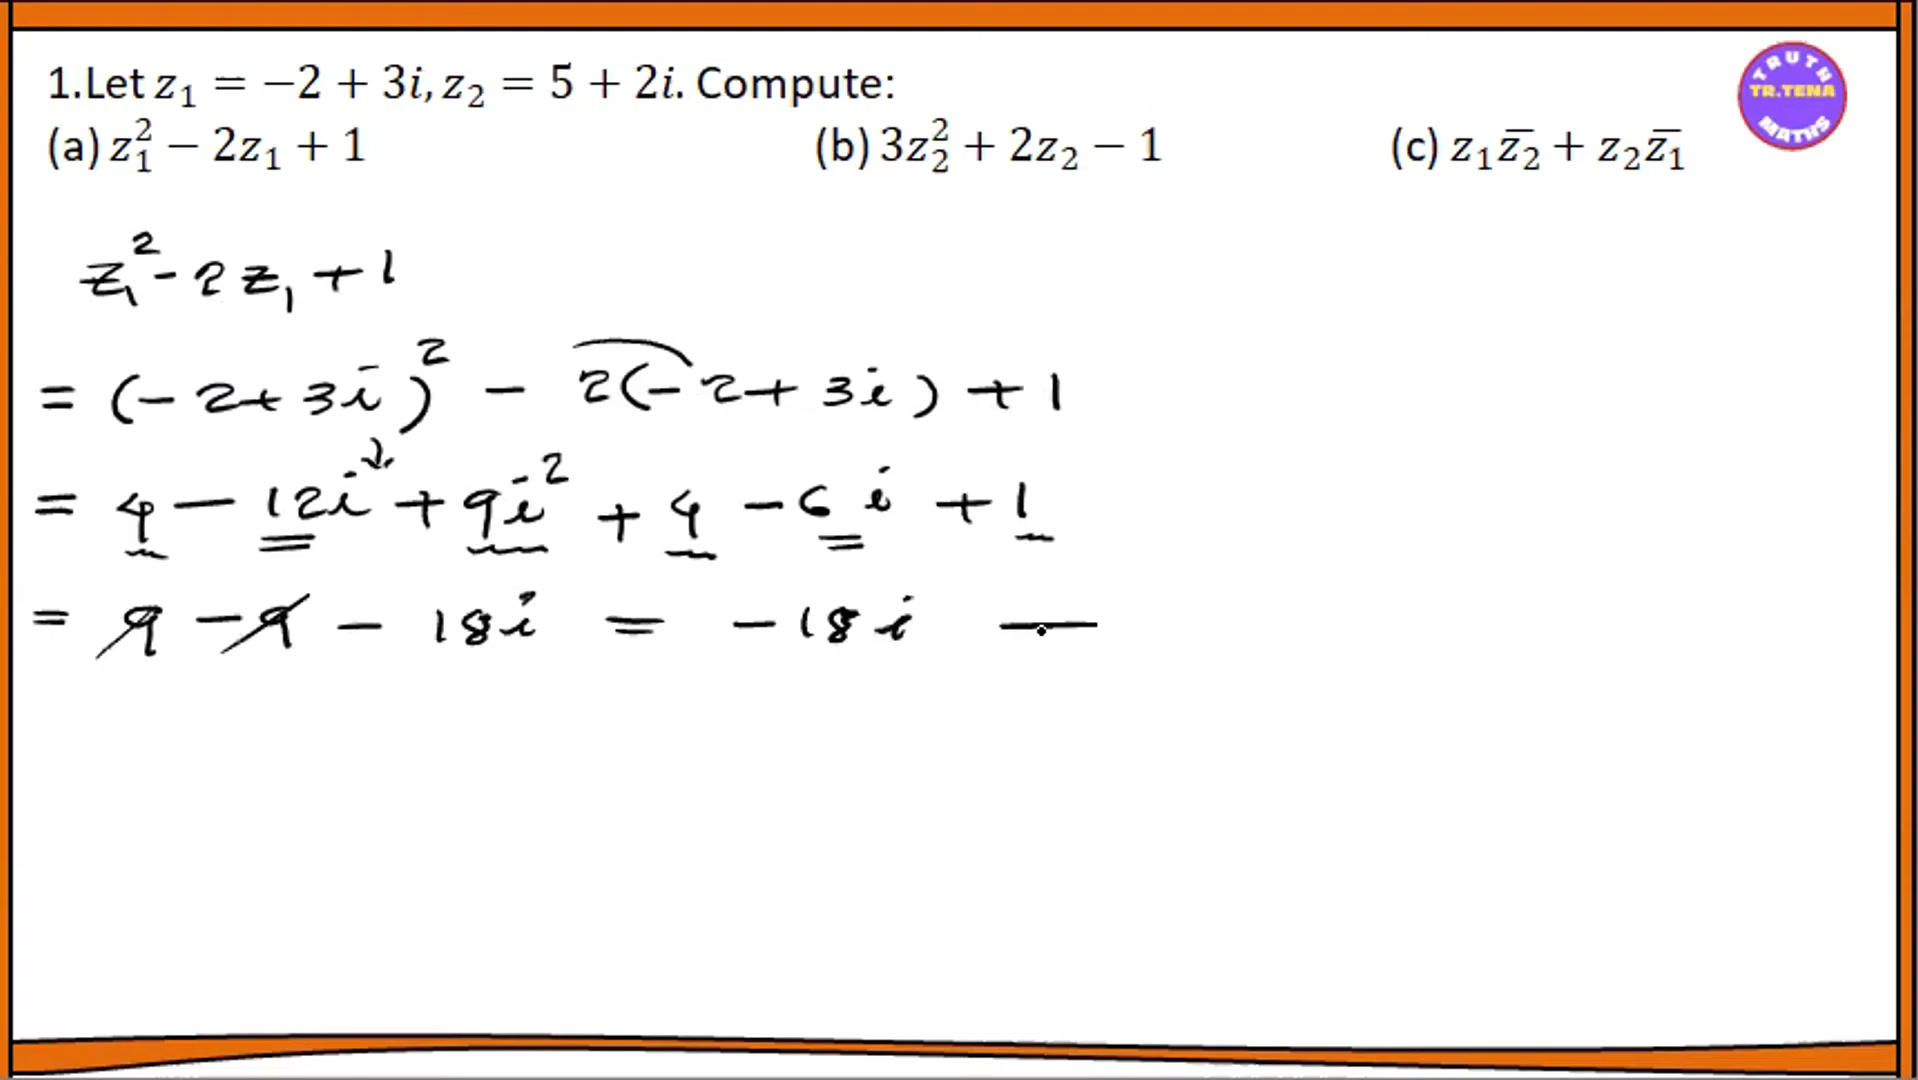 1.Let z₁ = −2 + 3i, z₂ = 5 + 2i. Compute:
(a) z₁² − 2z₁ + 1 (b) 3z₂² + 2z₂ − 1 (c) z₁z̅₂ + z₂z̅₁
TRUTH
TR.TENA
MATHS
z₁² - 2z₁ + 1
= (-2+3i)² - 2(-2+3i) + 1
= 4 - 12i + 9i² + 4 - 6i + 1
= 9 - 9 - 18i = -18i